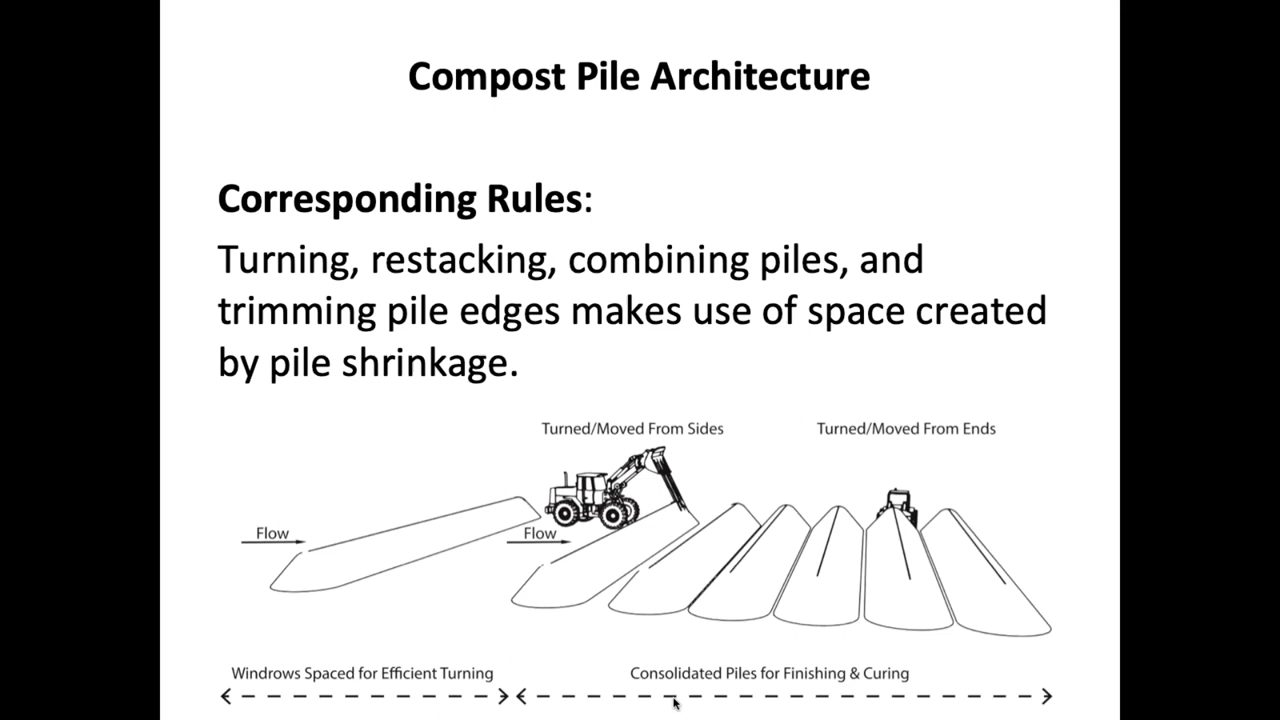 Compost Pile Architecture
Corresponding Rules:
Turning, restacking, combining piles, and
trimming pile edges makes use of space created
by pile shrinkage.
Turned/Moved From Sides
Turned/Moved From Ends
Flow
Flow
Windrows Spaced for Efficient Turning
Consolidated Piles for Finishing & Curing